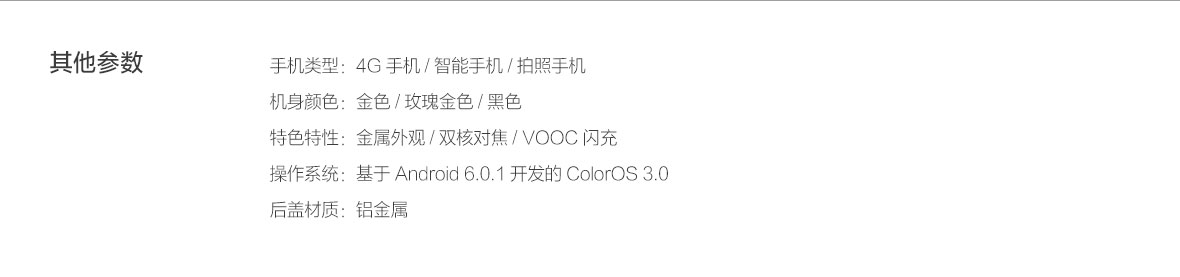 其他参数
手机类型：4G 手机 / 智能手机 / 拍照手机
机身颜色：金色 / 玫瑰金色 / 黑色
特色特性：金属外观 / 双核对焦 / VOOC 闪充
操作系统：基于 Android 6.0.1 开发的 ColorOS 3.0
后盖材质：铝金属